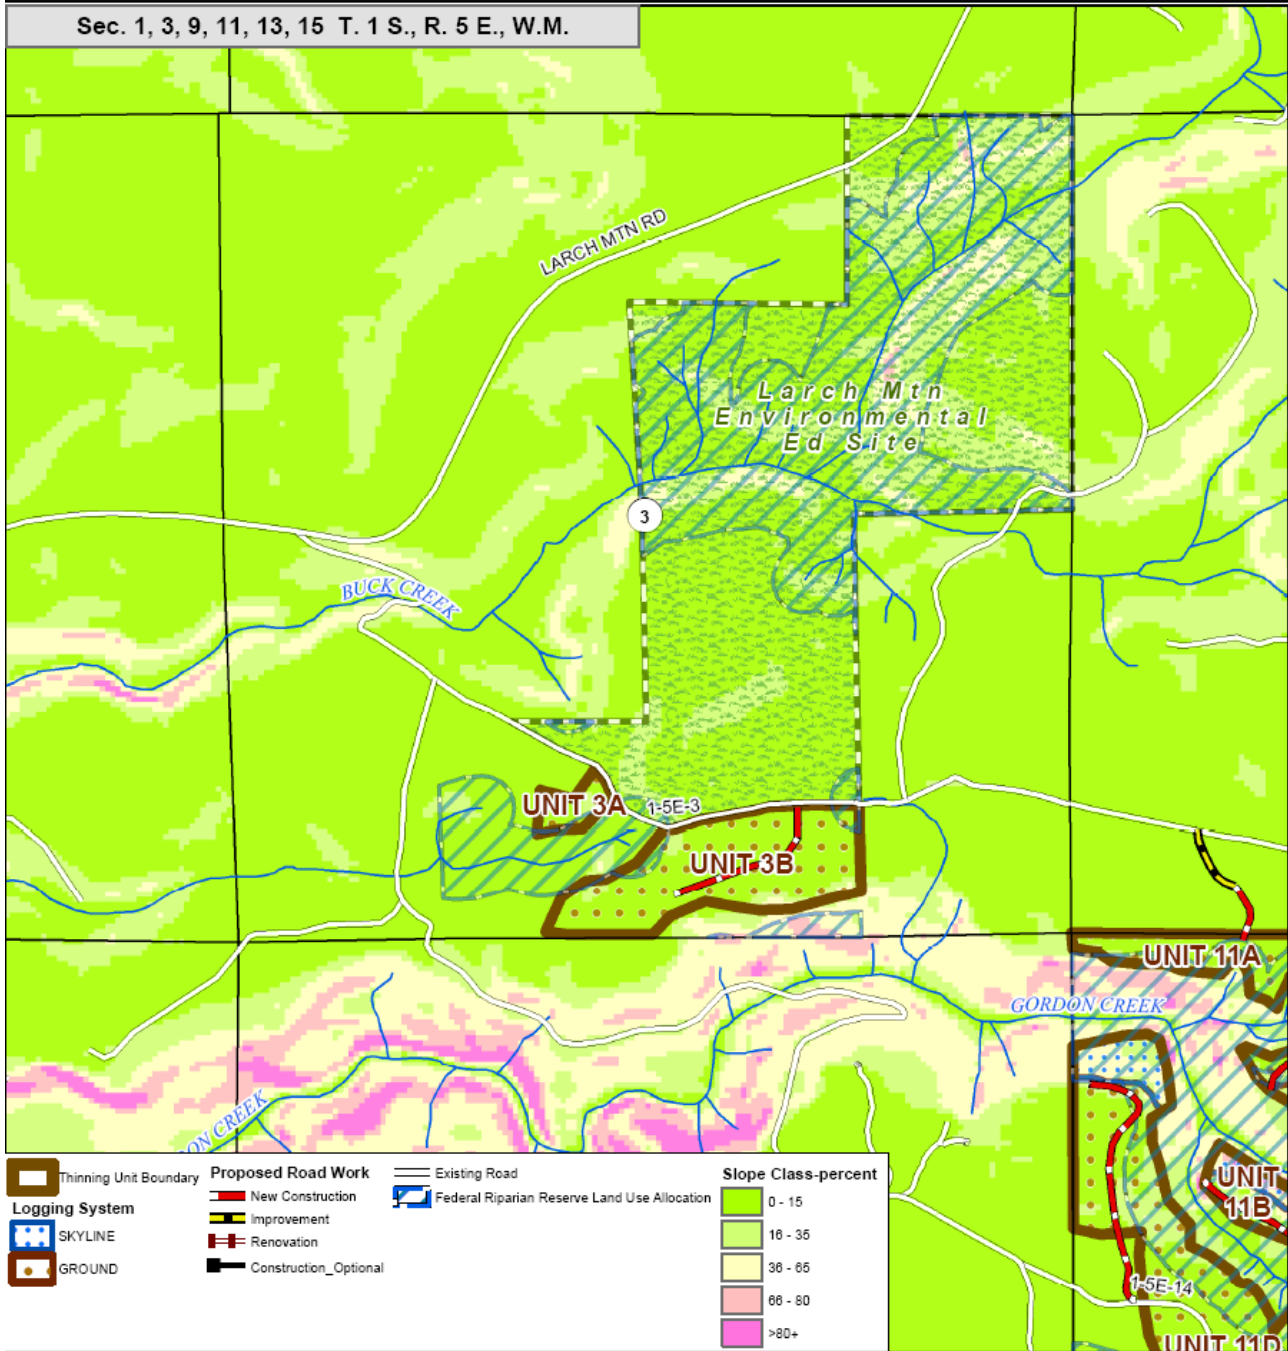 Sec. 1, 3, 9, 11, 13, 15 T. 1 S., R. 5 E., W.M.
LARCH MTN RD
Larch Mtn
Environmental
Ed Site
3
BUCK CREEK
UNIT 3A
1-5E-3
UNIT 3B
UNIT 11A
GORDON CREEK
ON CREEK
UNIT
11B
1-5E-14
UNIT 11D
Thinning Unit Boundary
Logging System
SKYLINE
GROUND
Proposed Road Work
New Construction
Improvement
Renovation
Construction_Optional
Existing Road
Federal Riparian Reserve Land Use Allocation
Slope Class-percent
0 - 15
16 - 35
36 - 65
66 - 80
>80+